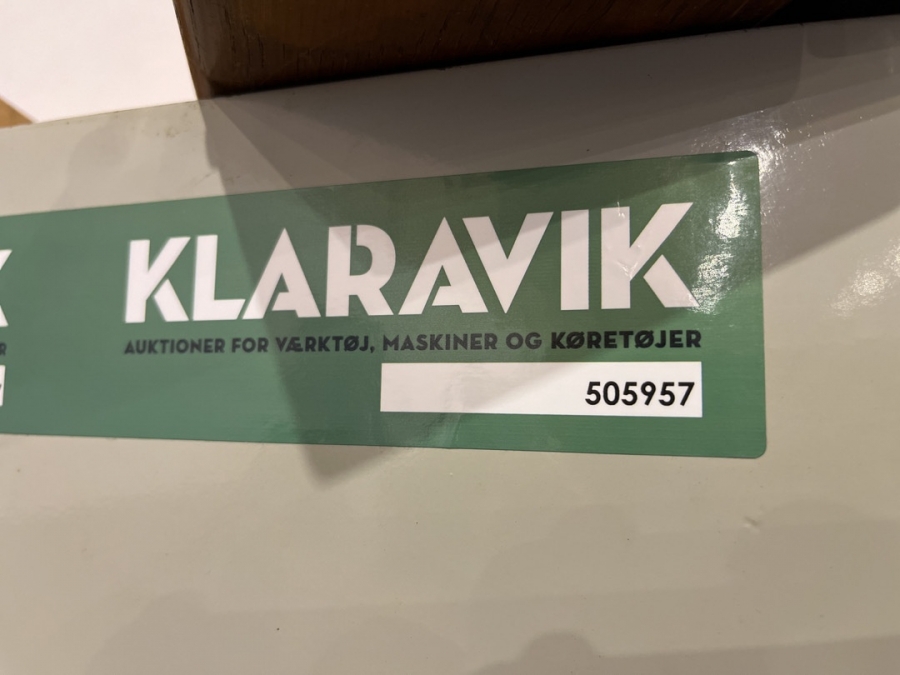 KLARAVIK
AUKTIONER FOR VÆRKTØJ, MASKINER OG KØRETØJER
505957